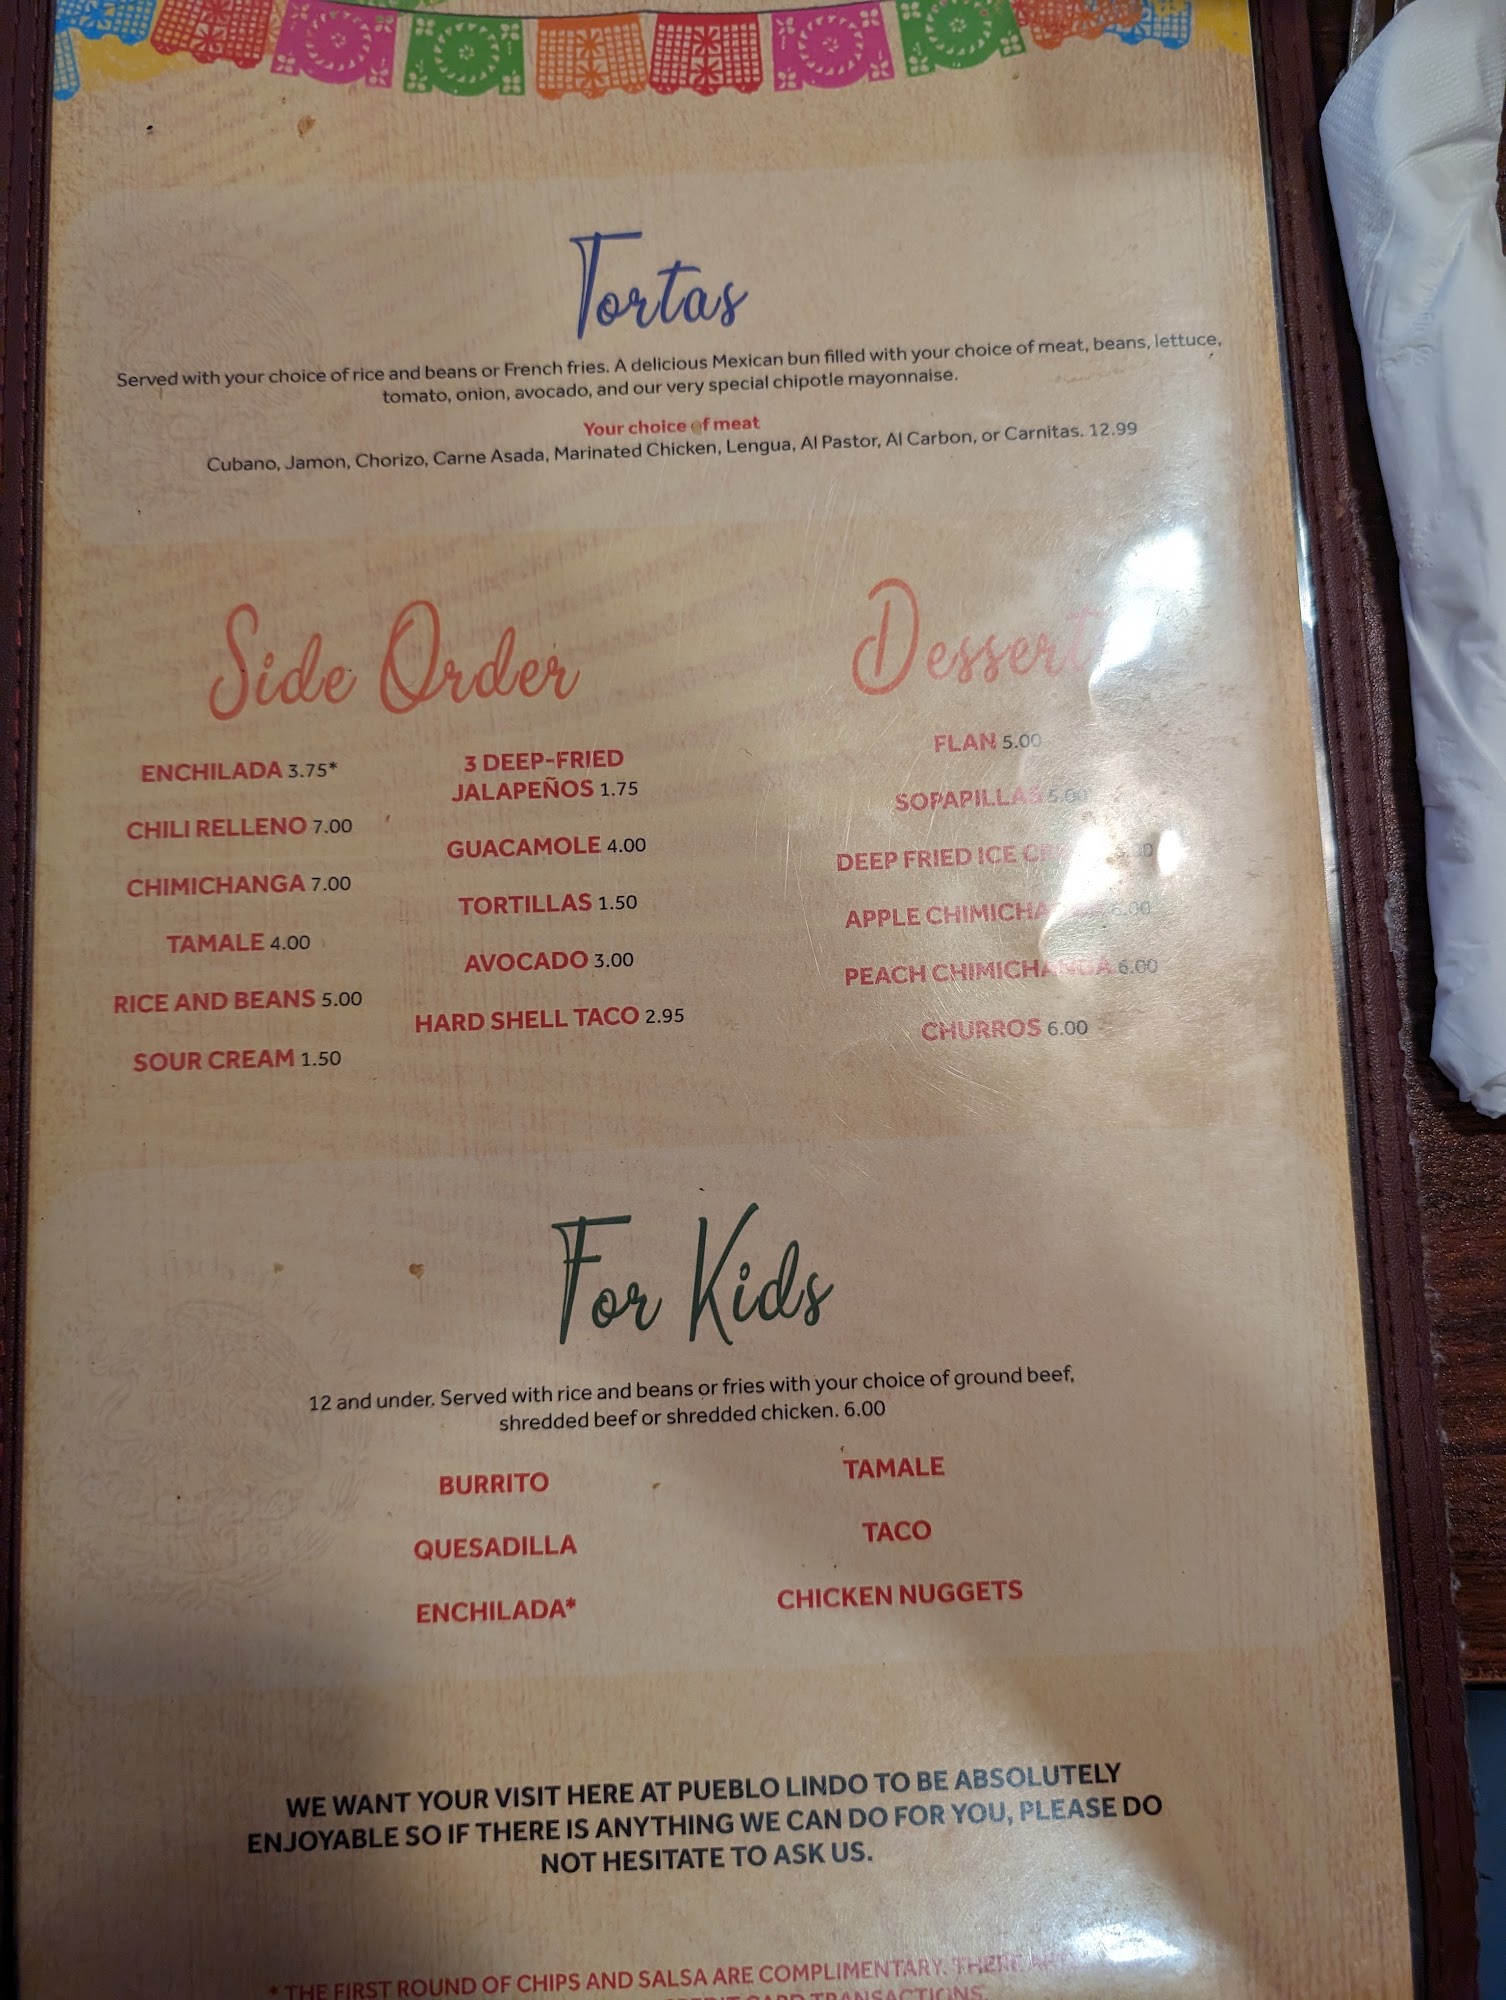 Tortas
Served with your choice of rice and beans or French fries. A delicious Mexican bun filled with your choice of meat, beans, lettuce,
tomato, onion, avocado, and our very special chipotle mayonnaise.
Your choice of meat
Cubano, Jamon, Chorizo, Carne Asada, Marinated Chicken, Lengua, Al Pastor, Al Carbon, or Carnitas. 12.99
Side Order
ENCHILADA 3.75*
CHILI RELLENO 7.00
CHIMICHANGA 7.00
TAMALE 4.00
RICE AND BEANS 5.00
SOUR CREAM 1.50
3 DEEP-FRIED
JALAPEÑOS 1.75
GUACAMOLE 4.00
TORTILLAS 1.50
AVOCADO 3.00
HARD SHELL TACO 2.95
Dessert
FLAN 5.00
SOPAPILLAS 5.00
DEEP FRIED ICE
APPLE CHIMICHANGA 6.00
PEACH CHIMICHANGA 6.00
CHURROS 6.00
For Kids
12 and under. Served with rice and beans or fries with your choice of ground beef,
shredded beef or shredded chicken. 6.00
BURRITO
QUESADILLA
ENCHILADA*
TAMALE
TACO
CHICKEN NUGGETS
WE WANT YOUR VISIT HERE AT PUEBLO LINDO TO BE ABSOLUTELY
ENJOYABLE SO IF THERE IS ANYTHING WE CAN DO FOR YOU, PLEASE DO
NOT HESITATE TO ASK US.
* THE FIRST ROUND OF CHIPS AND SALSA ARE COMPLIMENTARY. THERE
CREDIT CARD TRANSACTIONS.